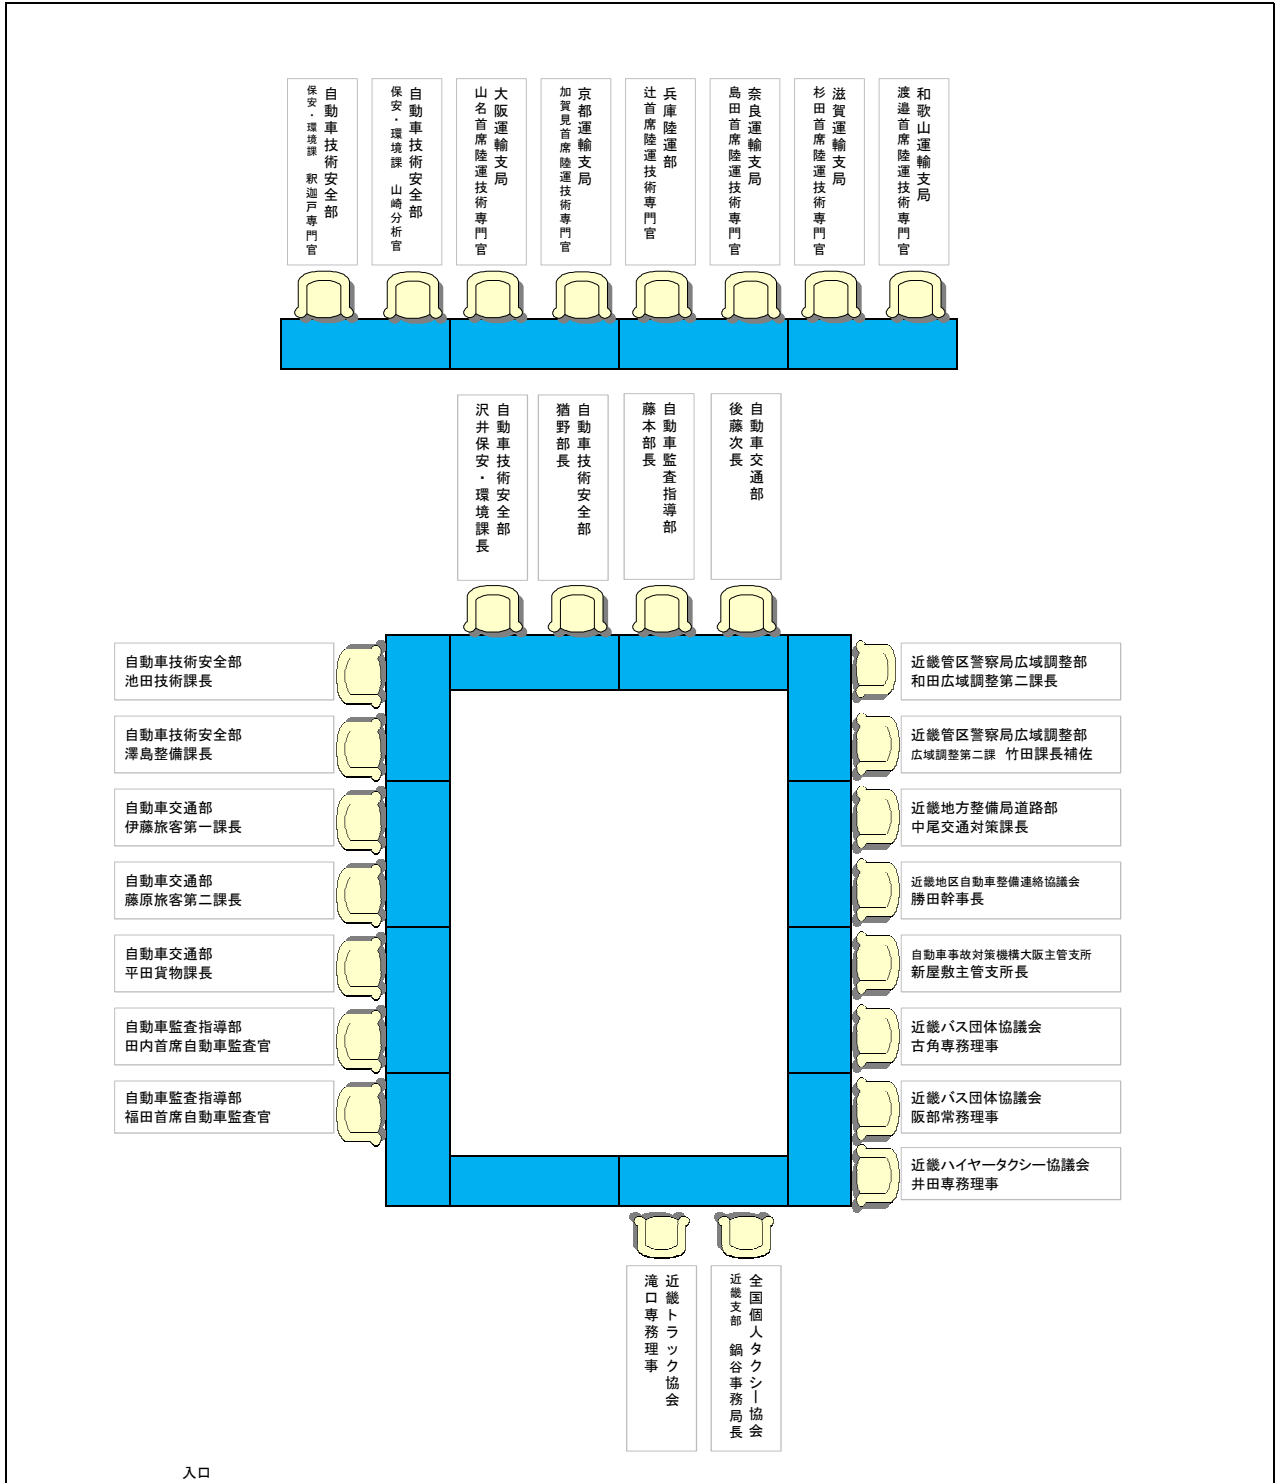 自動車技術安全部
保安・環境課　釈迦戸専門官
自動車技術安全部
保安・環境課　山崎分析官
大阪運輸支局
山名首席陸運技術専門官
京都運輸支局
加賀見首席陸運技術専門官
兵庫陸運部
辻首席陸運技術専門官
奈良運輸支局
島田首席陸運技術専門官
滋賀運輸支局
杉田首席陸運技術専門官
和歌山運輸支局
渡邉首席陸運技術専門官
自動車技術安全部
沢井保安・環境課長
自動車技術安全部
猶野部長
自動車監査指導部
藤本部長
自動車交通部
後藤次長
自動車技術安全部
池田技術課長
自動車技術安全部
澤島整備課長
自動車交通部
伊藤旅客第一課長
自動車交通部
藤原旅客第二課長
自動車交通部
平田貨物課長
自動車監査指導部
田内首席自動車監査官
自動車監査指導部
福田首席自動車監査官
近畿管区警察局広域調整部
和田広域調整第二課長
近畿管区警察局広域調整部
広域調整第二課　竹田課長補佐
近畿地方整備局道路部
中尾交通対策課長
近畿地区自動車整備連絡協議会
勝田幹事長
自動車事故対策機構大阪主管支所
新屋敷主管支所長
近畿バス団体協議会
古角専務理事
近畿バス団体協議会
阪部常務理事
近畿ハイヤータクシー協議会
井田専務理事
近畿トラック協会
滝口専務理事
全国個人タクシー協会
近畿支部　鍋谷事務局長
入口